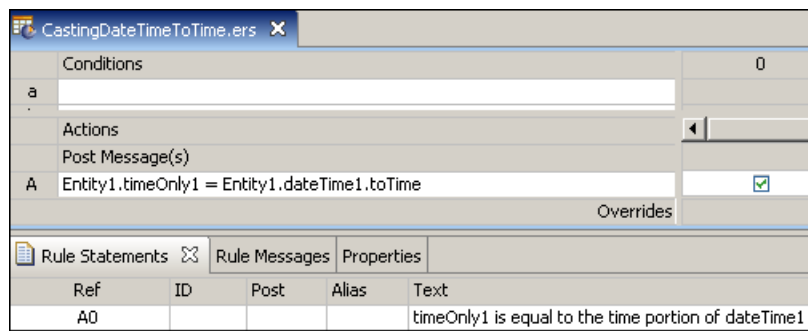 CastingDateTimeToTime.ers
Conditions 0
a
Actions
Post Message(s)
A Entity1.timeOnly1 = Entity1.dateTime1.toTime
Overrides
Rule Statements Rule Messages Properties
Ref ID Post Alias Text
A0 timeOnly1 is equal to the time portion of dateTime1